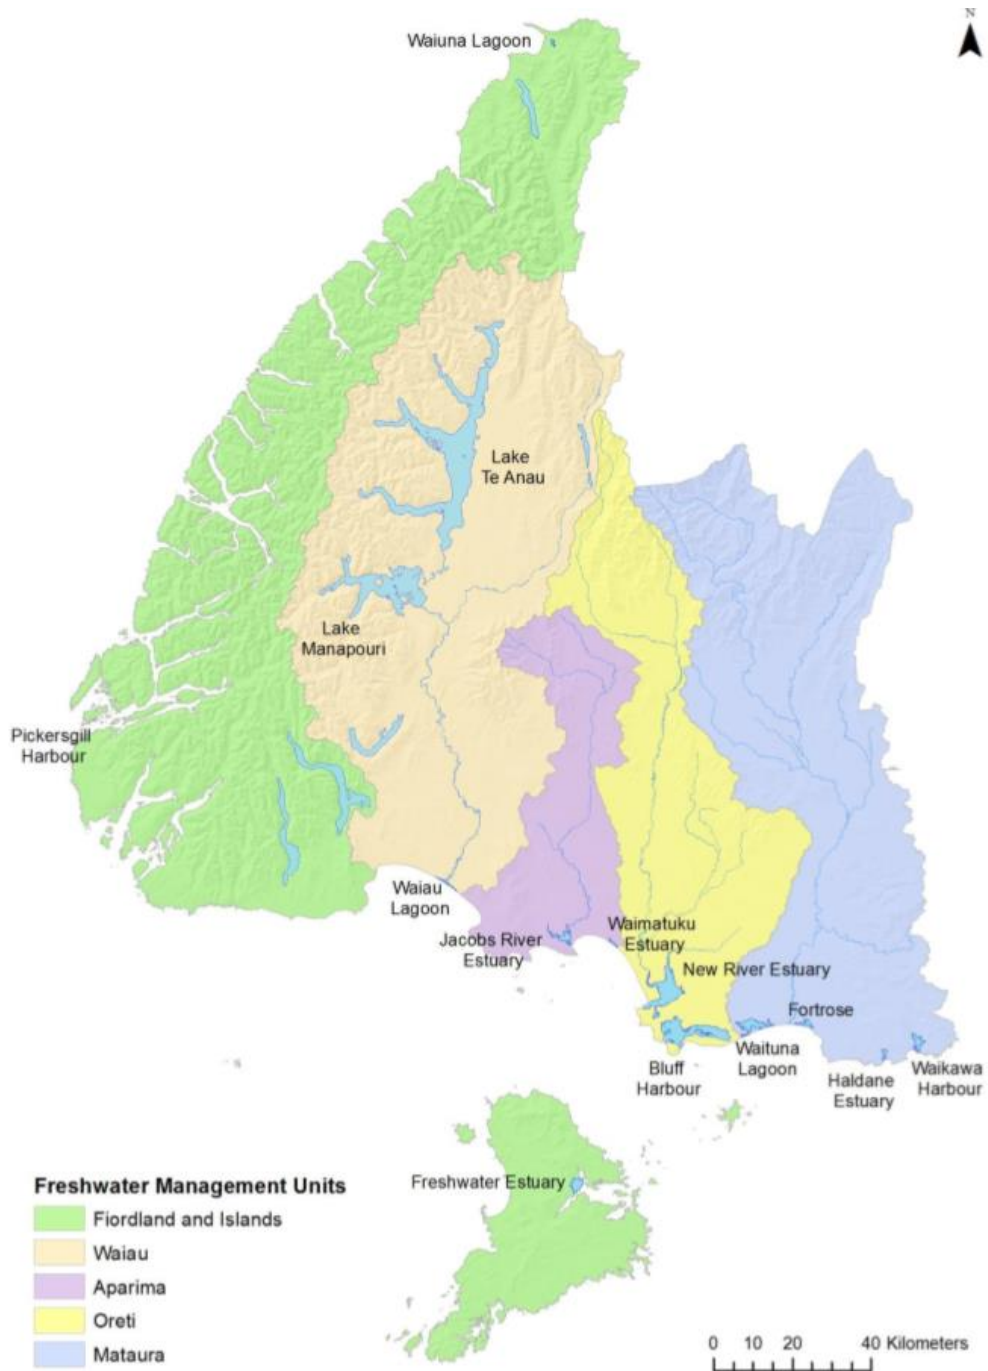 N
Waiuna Lagoon
Lake
Te Anau
Lake
Manapouri
Pickersgill
Harbour
Waiau
Lagoon
Jacobs River
Estuary
Waimatuku
Estuary
New River Estuary
Fortrose
Bluff
Harbour
Waituna
Lagoon
Haldane
Estuary
Waikawa
Harbour
Freshwater Estuary
Freshwater Management Units
Fiordland and Islands
Waiau
Aparima
Oreti
Mataura
0 10 20 40 Kilometers